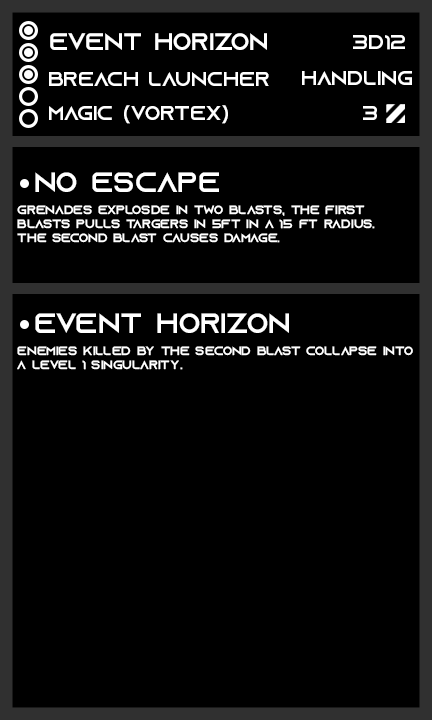 EVENT HORIZON 3D12
BREACH LAUNCHER HANDLING
MAGIC (VORTEX) 3
•NO ESCAPE
GRENADES EXPLOSDE IN TWO BLASTS, THE FIRST
BLASTS PULLS TARGERS IN 5FT IN A 15 FT RADIUS.
THE SECOND BLAST CAUSES DAMAGE.
•EVENT HORIZON
ENEMIES KILLED BY THE SECOND BLAST COLLAPSE INTO
A LEVEL 1 SINGULARITY.